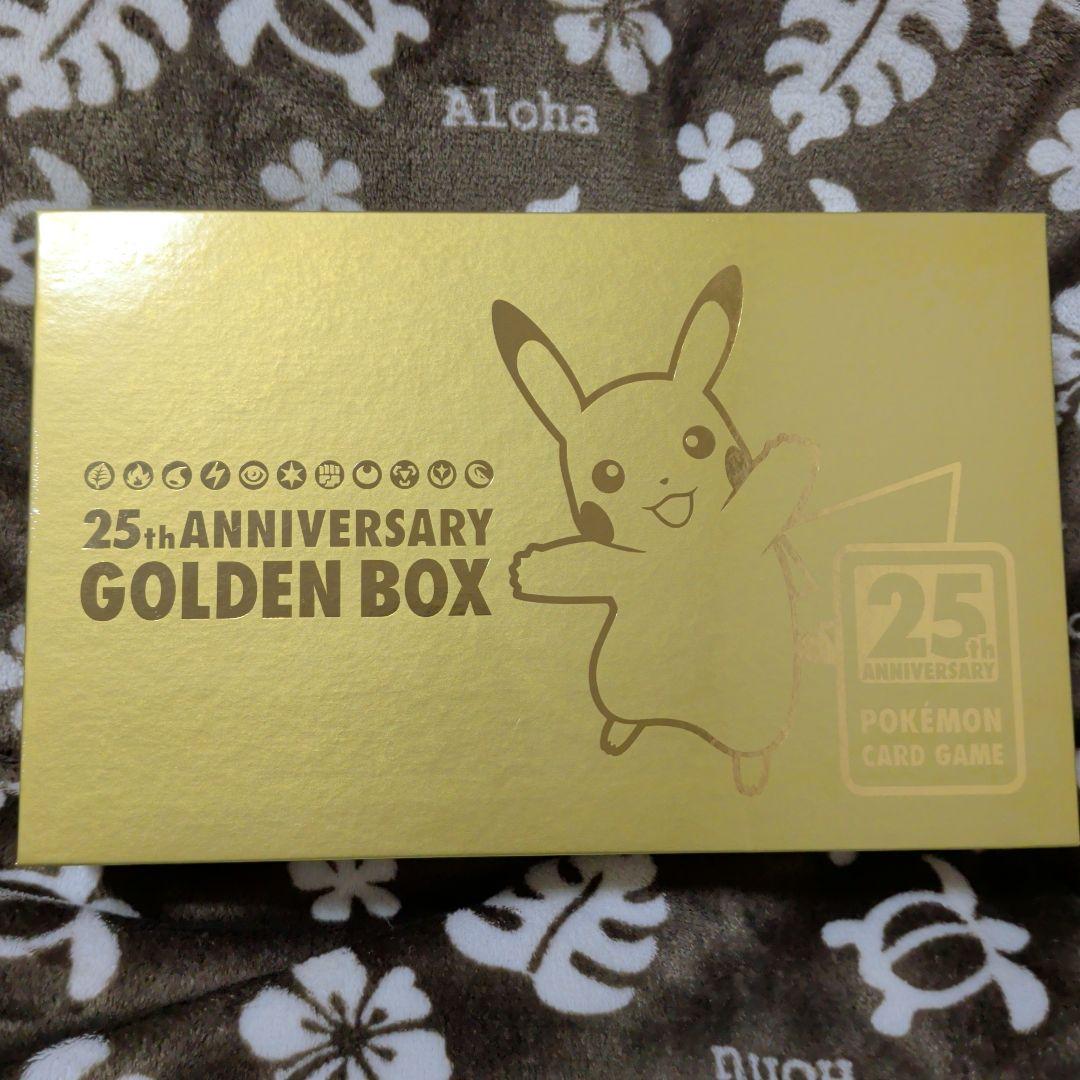 Aloha
25th ANNIVERSARY
GOLDEN BOX
25th
ANNIVERSARY
POKÉMON
CARD GAME